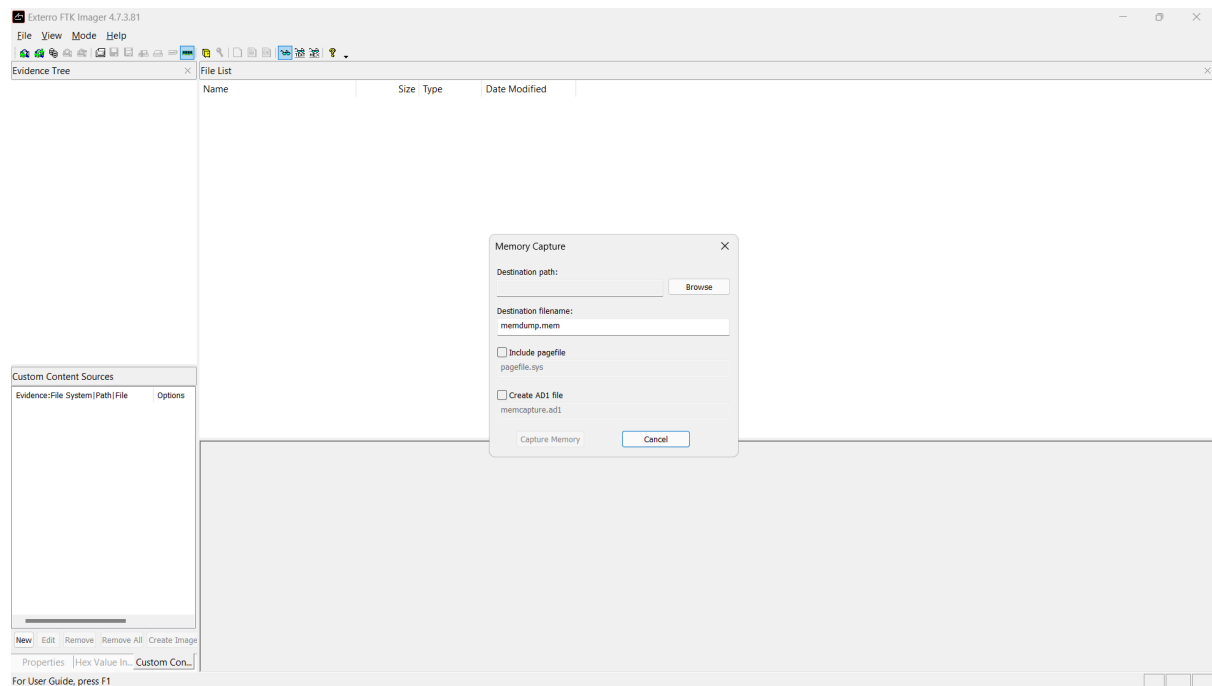 Exterro FTK Imager 4.7.3.81
File View Mode Help
Evidence Tree
File List
Name Size Type Date Modified
Memory Capture
Destination path:
Browse
Destination filename:
memdump.mem
Include pagefile
pagefile.sys
Create AD1 file
memcapture.ad1
Capture Memory Cancel
Custom Content Sources
Evidence:File System|Path|File Options
New Edit Remove Remove All Create Image
Properties Hex Value In... Custom Con...
For User Guide, press F1